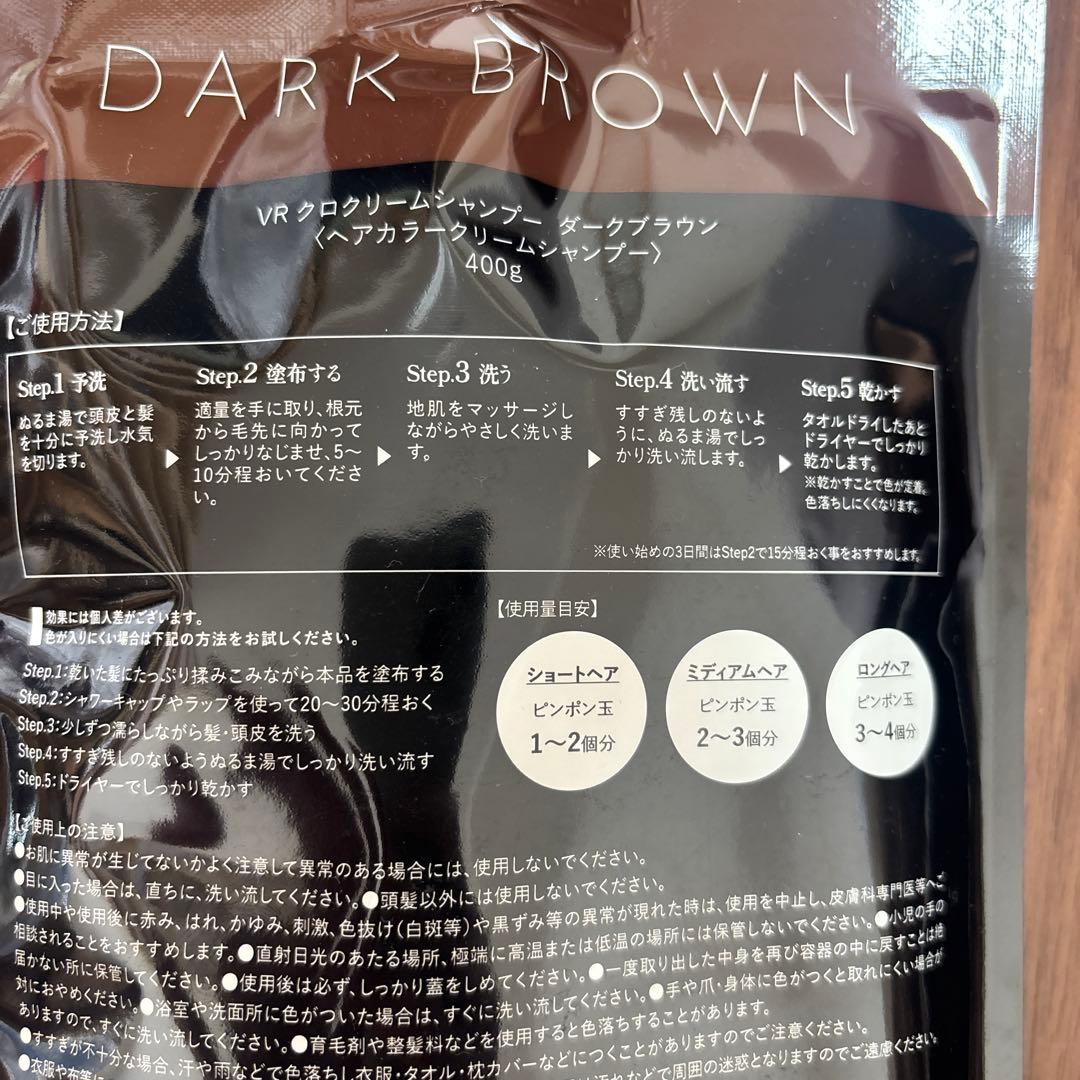 DARK BROWN
VR クロクリームシャンプー ダークブラウン
〈ヘアカラークリームシャンプー〉
400g
【ご使用方法】
Step.1 予洗
ぬるま湯で頭皮と髪
を十分に予洗し水気
を切ります。
Step.2 塗布する
適量を手に取り、根元
から毛先に向かって
しっかりなじませ、5〜
10分程おいてくださ
い。
Step.3 洗う
地肌をマッサージし
ながらやさしく洗いま
す。
Step.4 洗い流す
すすぎ残しのないよ
うに、ぬるま湯でしっ
かり洗い流します。
Step.5 乾かす
タオルドライしたあと
ドライヤーでしっかり
乾かします。
※乾かすことで色が定着。
色落ちしにくくなります。
※使い始めの3日間はStep2で15分程おく事をおすすめします。
効果には個人差がございます。
色が入りにくい場合は下記の方法をお試しください。
Step.1：乾いた髪にたっぷり揉みこみながら本品を塗布する
Step.2：シャワーキャップやラップを使って20〜30分程おく
Step.3：少しずつ濡らしながら髪・頭皮を洗う
Step.4：すすぎ残しのないようぬるま湯でしっかり洗い流す
Step.5：ドライヤーでしっかり乾かす
【使用量目安】
ショートヘア
ピンポン玉
1〜2個分
ミディアムヘア
ピンポン玉
2〜3個分
ロングヘア
ピンポン玉
3〜4個分
【ご使用上の注意】
●お肌に異常が生じてないかよく注意して異常のある場合には、使用しないでください。
●目に入った場合は、直ちに、洗い流してください。●頭髪以外には使用しないでください。
●使用中や使用後に赤み、はれ、かゆみ、刺激、色抜け（白斑等）や黒ずみ等の異常が現れた時は、使用を中止し、皮膚科専門医等へご
相談されることをおすすめします。●直射日光のあたる場所、極端に高温または低温の場所には保管しないでください。●小児の手の
届かない所に保管してください。●使用後は必ず、しっかり蓋をしめてください。●一度取り出した中身を再び容器の中に戻すことは絶
対におやめください。●浴室や洗面所に色がついた場合は、すぐに洗い流してください。●手や爪・身体に色がつくと取れにくい場合が
ありますので、すぐに洗い流してください。●育毛剤や整髪料などを使用すると色落ちすることがあります。
●すすぎが不十分な場合、汗や雨などで色落ちし衣服・タオル・枕カバーなどにつくことがありますのでご注意ください。
●衣服や布等に 汚れなどで周囲の迷惑となりますのでご遠慮ください。